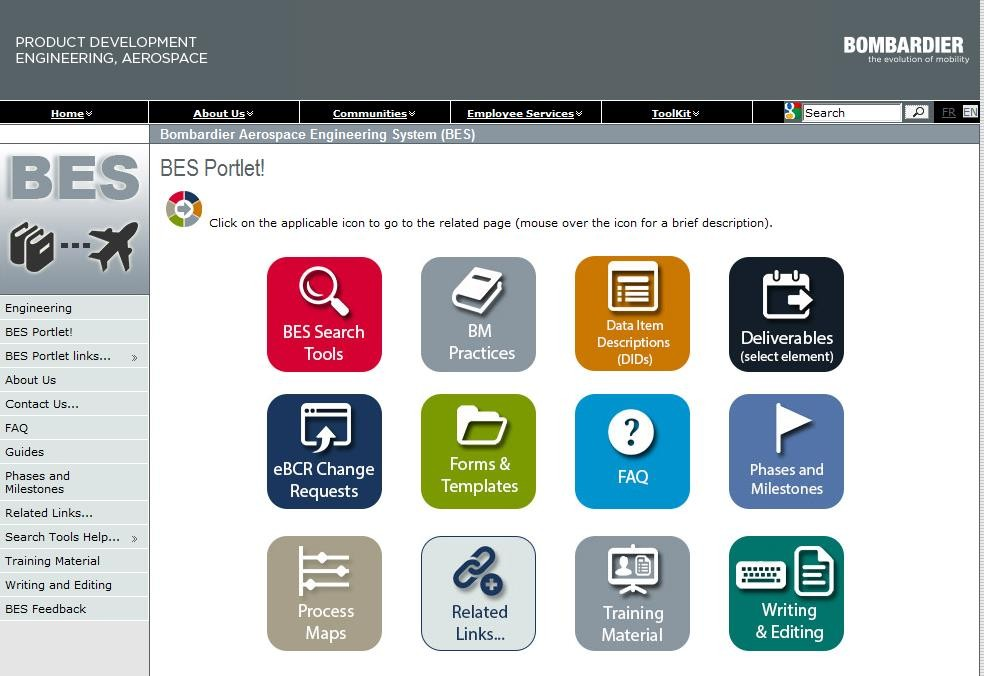 PRODUCT DEVELOPMENT
ENGINEERING, AEROSPACE
BOMBARDIER
the evolution of mobility
Home
About Us
Communities
Employee Services
ToolKit
Search
FR
EN
Bombardier Aerospace Engineering System (BES)
BES
Engineering
BES Portlet!
BES Portlet links... »
About Us
Contact Us...
FAQ
Guides
Phases and
Milestones
Related Links...
Search Tools Help... »
Training Material
Writing and Editing
BES Feedback
BES Portlet!
Click on the applicable icon to go to the related page (mouse over the icon for a brief description).
BES Search
Tools
BM
Practices
Data Item
Descriptions
(DIDs)
Deliverables
(select element)
eBCR Change
Requests
Forms &
Templates
?
FAQ
Phases and
Milestones
Process
Maps
Related
Links...
Training
Material
Writing
& Editing